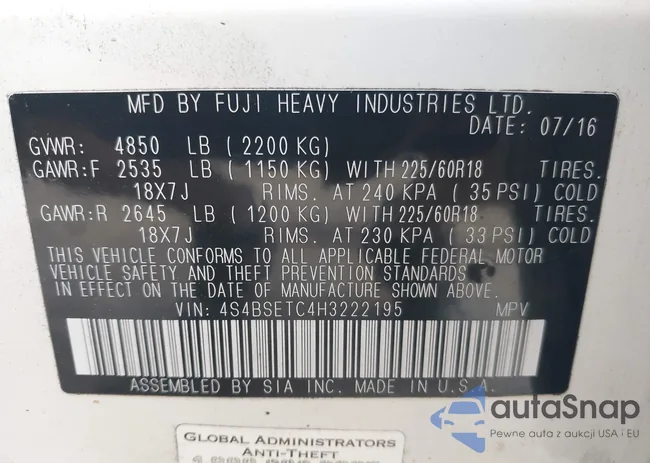 MFD BY FUJI HEAVY INDUSTRIES LTD.
DATE: 07/16
GVWR: 4850 LB (2200 KG)
GAWR:F 2535 LB (1150 KG) WITH 225/60R18 TIRES.
18X7J RIMS. AT 240 KPA (35 PSI) COLD
GAWR:R 2645 LB (1200 KG) WITH 225/60R18 TIRES.
18X7J RIMS. AT 230 KPA (33 PSI) COLD
THIS VEHICLE CONFORMS TO ALL APPLICABLE FEDERAL MOTOR
VEHICLE SAFETY AND THEFT PREVENTION STANDARDS
IN EFFECT ON THE DATE OF MANUFACTURE SHOWN ABOVE.
VIN: 4S4BSETC4H3222195 MPV
ASSEMBLED BY SIA INC. MADE IN U.S.A.
autaSnap
Pewne auta z aukcji USA i EU
GLOBAL ADMINISTRATORS
ANTI-THEFT